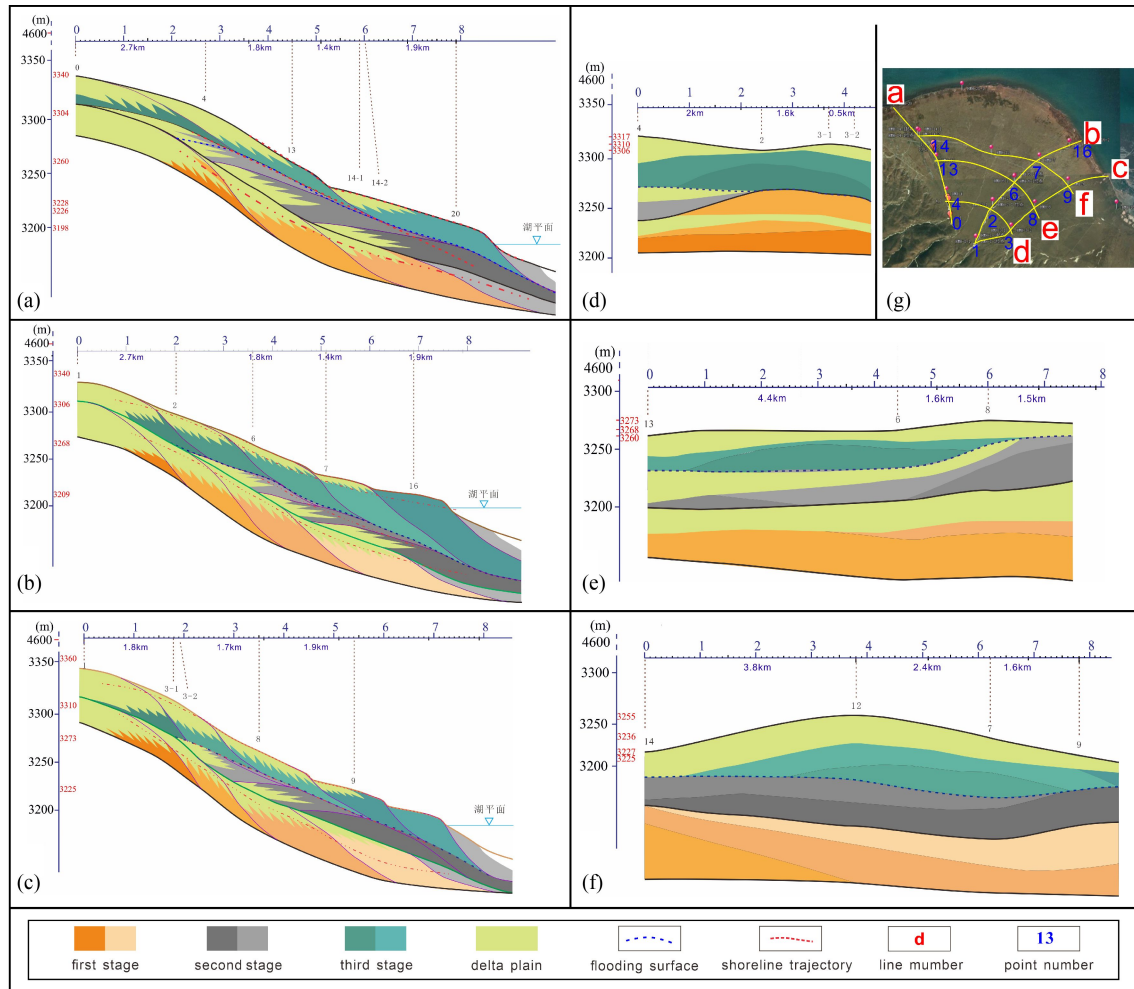 (m)
4600
0 1 2 3 4 5 6 7 8
2.7km 1.8km 1.4km 1.9km
3350
3300
3250
3200
3340
3304
3260
3228
3226
3198
0
4
13
14-1
14-2
20
湖平面
(a)
(m)
4600
0 1 2 3 4
2km 1.6k 0.5km
3350
3300
3250
3200
3317
3310
3306
4
2
3-1
3-2
(d)
a
b
c
d
e
f
14
13
4
0
1
2
3
6
7
8
9
16
(g)
(m)
4600
0 1 2 3 4 5 6 7 8
2.7km 1.8km 1.4km 1.9km
3350
3300
3250
3200
3340
3306
3268
3209
1
2
6
7
16
湖平面
(b)
(m)
4600
0 1 2 3 4 5 6 7 8
4.4km 1.6km 1.5km
3300
3250
3200
3273
3268
3260
13
6
8
(e)
(m)
4600
0 1 2 3 4 5 6 7 8
1.8km 1.7km 1.9km
3350
3300
3250
3200
3360
3310
3273
3225
3-1
3-2
8
9
湖平面
(c)
(m)
4600
0 1 2 3 4 5 6 7 8
3.8km 2.4km 1.6km
3300
3250
3200
3255
3236
3227
3225
14
12
7
9
(f)
first stage
second stage
third stage
delta plain
flooding surface
shoreline trajectory
d
line mumber
13
point number